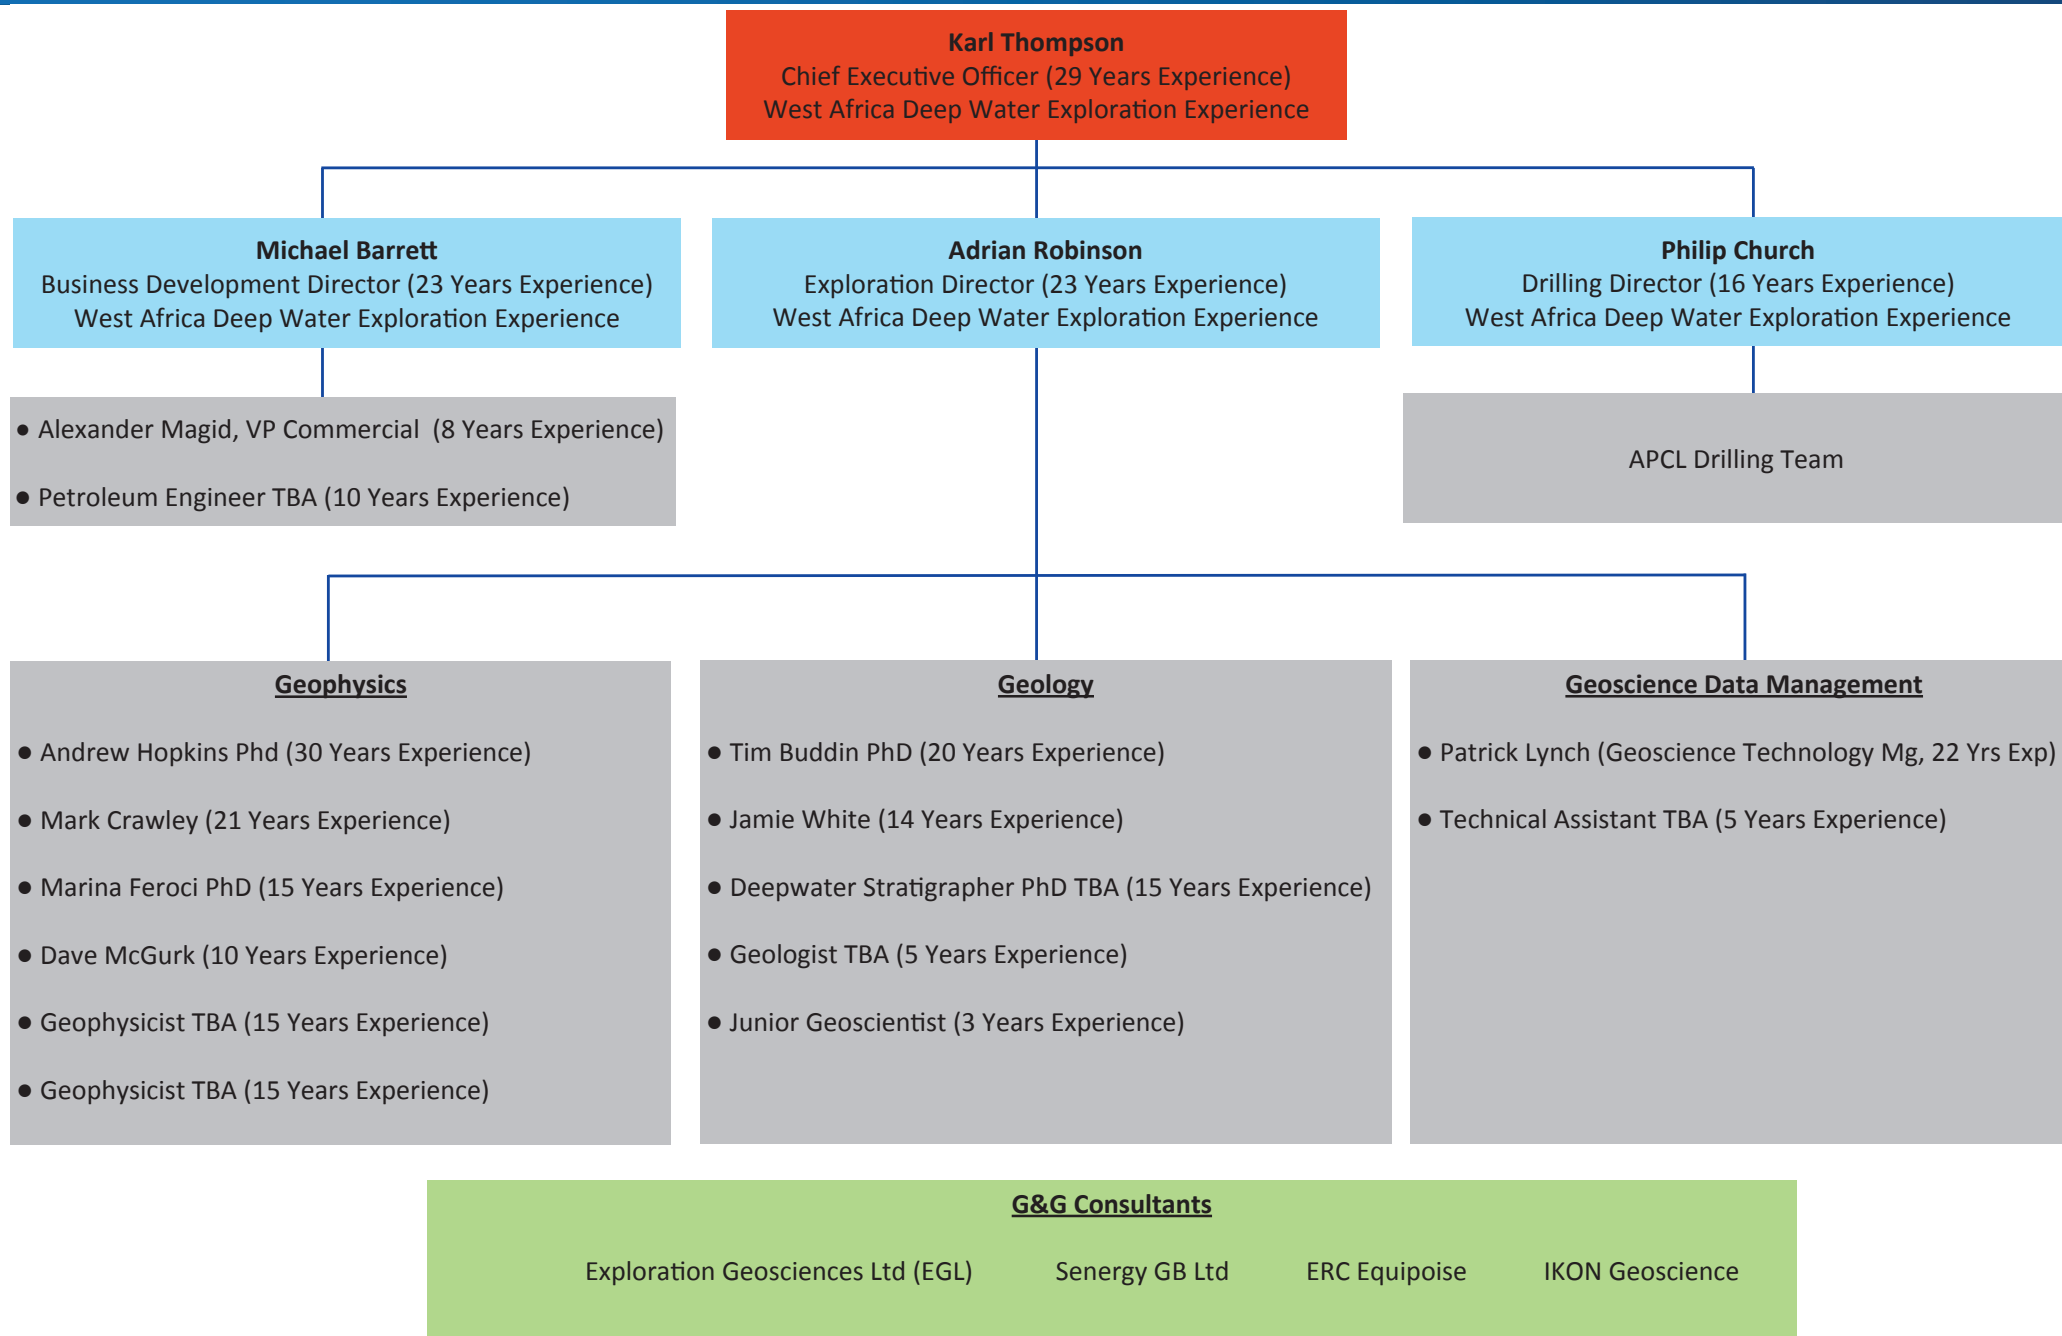 Karl Thompson
Chief Executive Officer (29 Years Experience)
West Africa Deep Water Exploration Experience
Michael Barrett
Business Development Director (23 Years Experience)
West Africa Deep Water Exploration Experience
Adrian Robinson
Exploration Director (23 Years Experience)
West Africa Deep Water Exploration Experience
Philip Church
Drilling Director (16 Years Experience)
West Africa Deep Water Exploration Experience
● Alexander Magid, VP Commercial (8 Years Experience)
● Petroleum Engineer TBA (10 Years Experience)
APCL Drilling Team
Geophysics
● Andrew Hopkins Phd (30 Years Experience)
● Mark Crawley (21 Years Experience)
● Marina Feroci PhD (15 Years Experience)
● Dave McGurk (10 Years Experience)
● Geophysicist TBA (15 Years Experience)
● Geophysicist TBA (15 Years Experience)
Geology
● Tim Buddin PhD (20 Years Experience)
● Jamie White (14 Years Experience)
● Deepwater Stratigrapher PhD TBA (15 Years Experience)
● Geologist TBA (5 Years Experience)
● Junior Geoscientist (3 Years Experience)
Geoscience Data Management
● Patrick Lynch (Geoscience Technology Mg, 22 Yrs Exp)
● Technical Assistant TBA (5 Years Experience)
G&G Consultants
Exploration Geosciences Ltd (EGL) Senergy GB Ltd ERC Equipoise IKON Geoscience